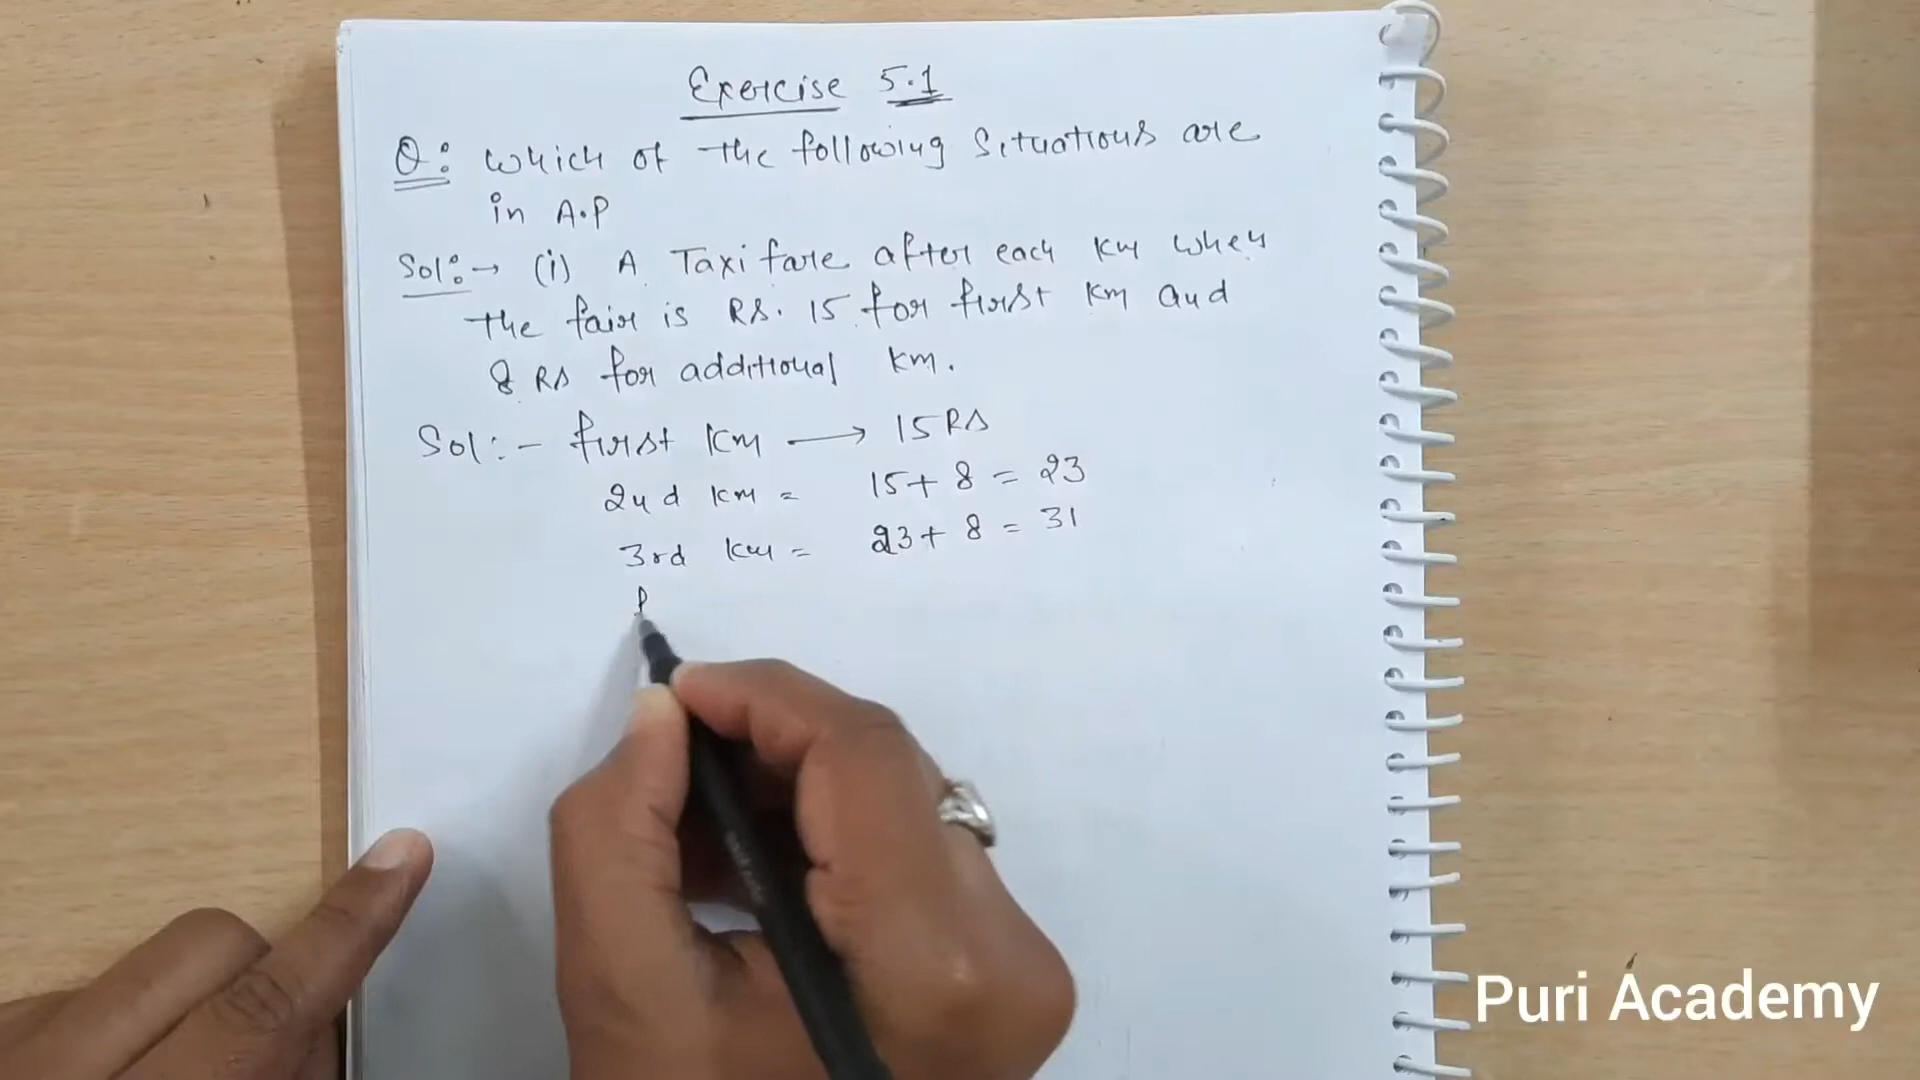 Exercise 5.1
Q: Which of the following Situations are
in A.P
Sol:→ (i) A Taxi fare after each km when
the fair is Rs. 15 for first km and
8 Rs for additional km.
Sol:- first km → 15 Rs
2nd km = 15 + 8 = 23
3rd km = 23 + 8 = 31
Puri Academy